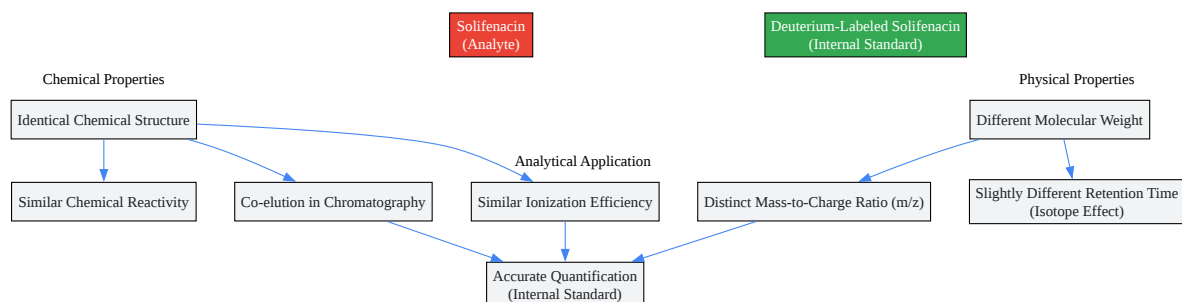 Solifenacin
(Analyte)
Deuterium-Labeled Solifenacin
(Internal Standard)
Chemical Properties
Physical Properties
Identical Chemical Structure
Different Molecular Weight
Analytical Application
Similar Chemical Reactivity
Co-elution in Chromatography
Similar Ionization Efficiency
Distinct Mass-to-Charge Ratio (m/z)
Slightly Different Retention Time
(Isotope Effect)
Accurate Quantification
(Internal Standard)